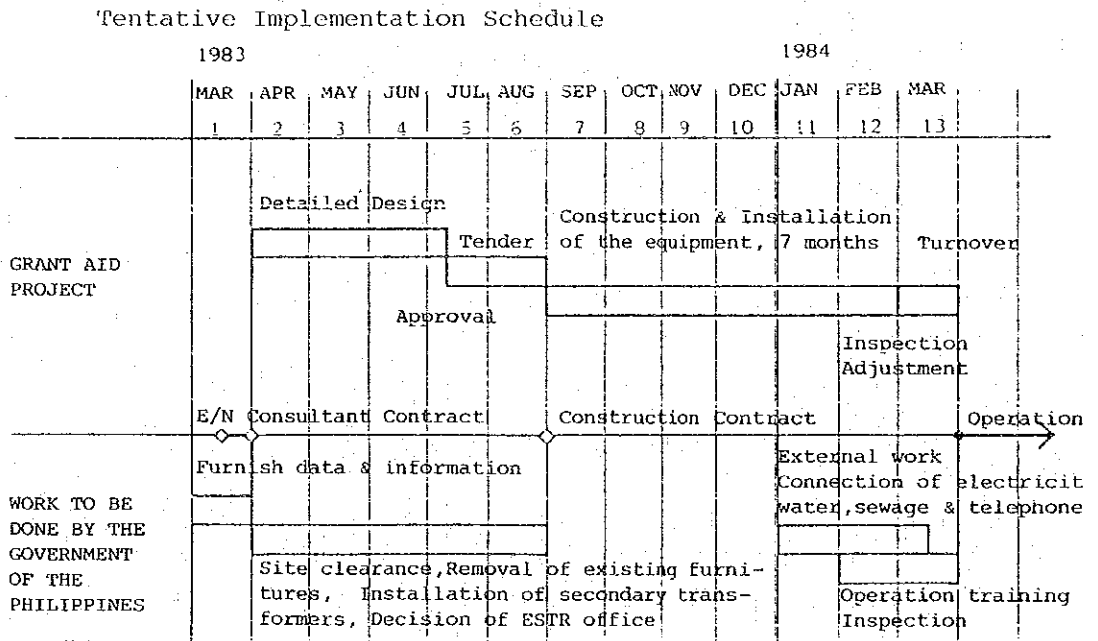 Tentative Implementation Schedule
1983 1984
MAR APR MAY JUN JUL AUG SEP OCT NOV DEC JAN FEB MAR
1 2 3 4 5 6 7 8 9 10 11 12 13
Detailed Design
Construction & Installation
Tender of the equipment, 7 months Turnover
GRANT AID
PROJECT
Approval
Inspection
Adjustment
E/N Consultant Contract Construction Contract Operation
External work
Furnish data & information
Connection of electricit
WORK TO BE water, sewage & telephone
DONE BY THE
GOVERNMENT
OF THE
PHILIPPINES
Site clearance, Removal of existing furni-
tures, Installation of secondary trans-
formers, Decision of ESTR office
Operation training
Inspection